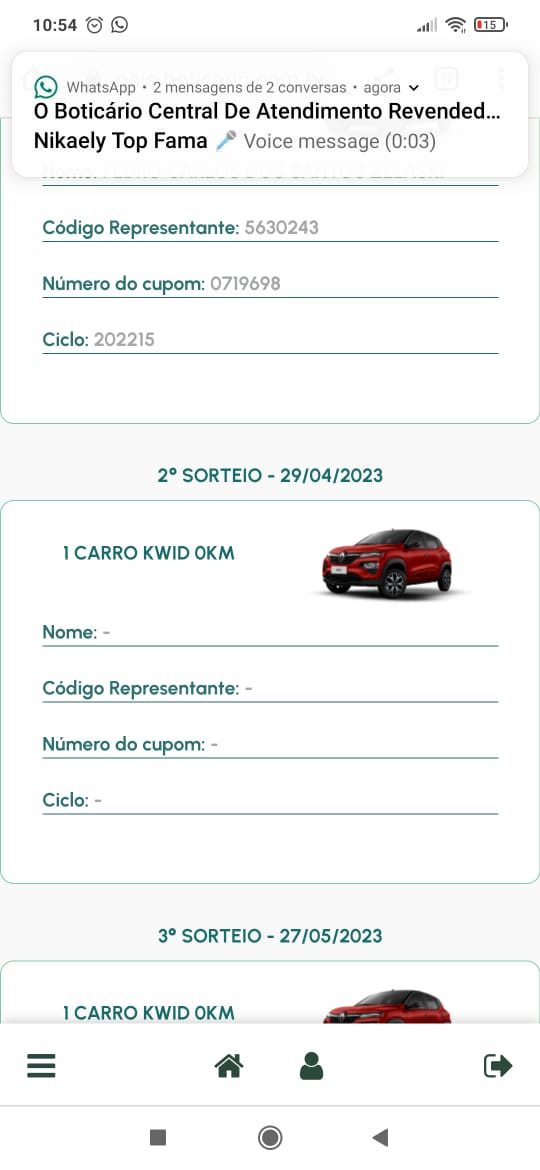 10:54
15
WhatsApp • 2 mensagens de 2 conversas • agora
O Boticário Central De Atendimento Revended...
Nikaely Top Fama 🎤 Voice message (0:03)
Código Representante: 5630243
Número do cupom: 0719698
Ciclo: 202215
2º SORTEIO - 29/04/2023
1 CARRO KWID 0KM
Nome: -
Código Representante: -
Número do cupom: -
Ciclo: -
3º SORTEIO - 27/05/2023
1 CARRO KWID 0KM